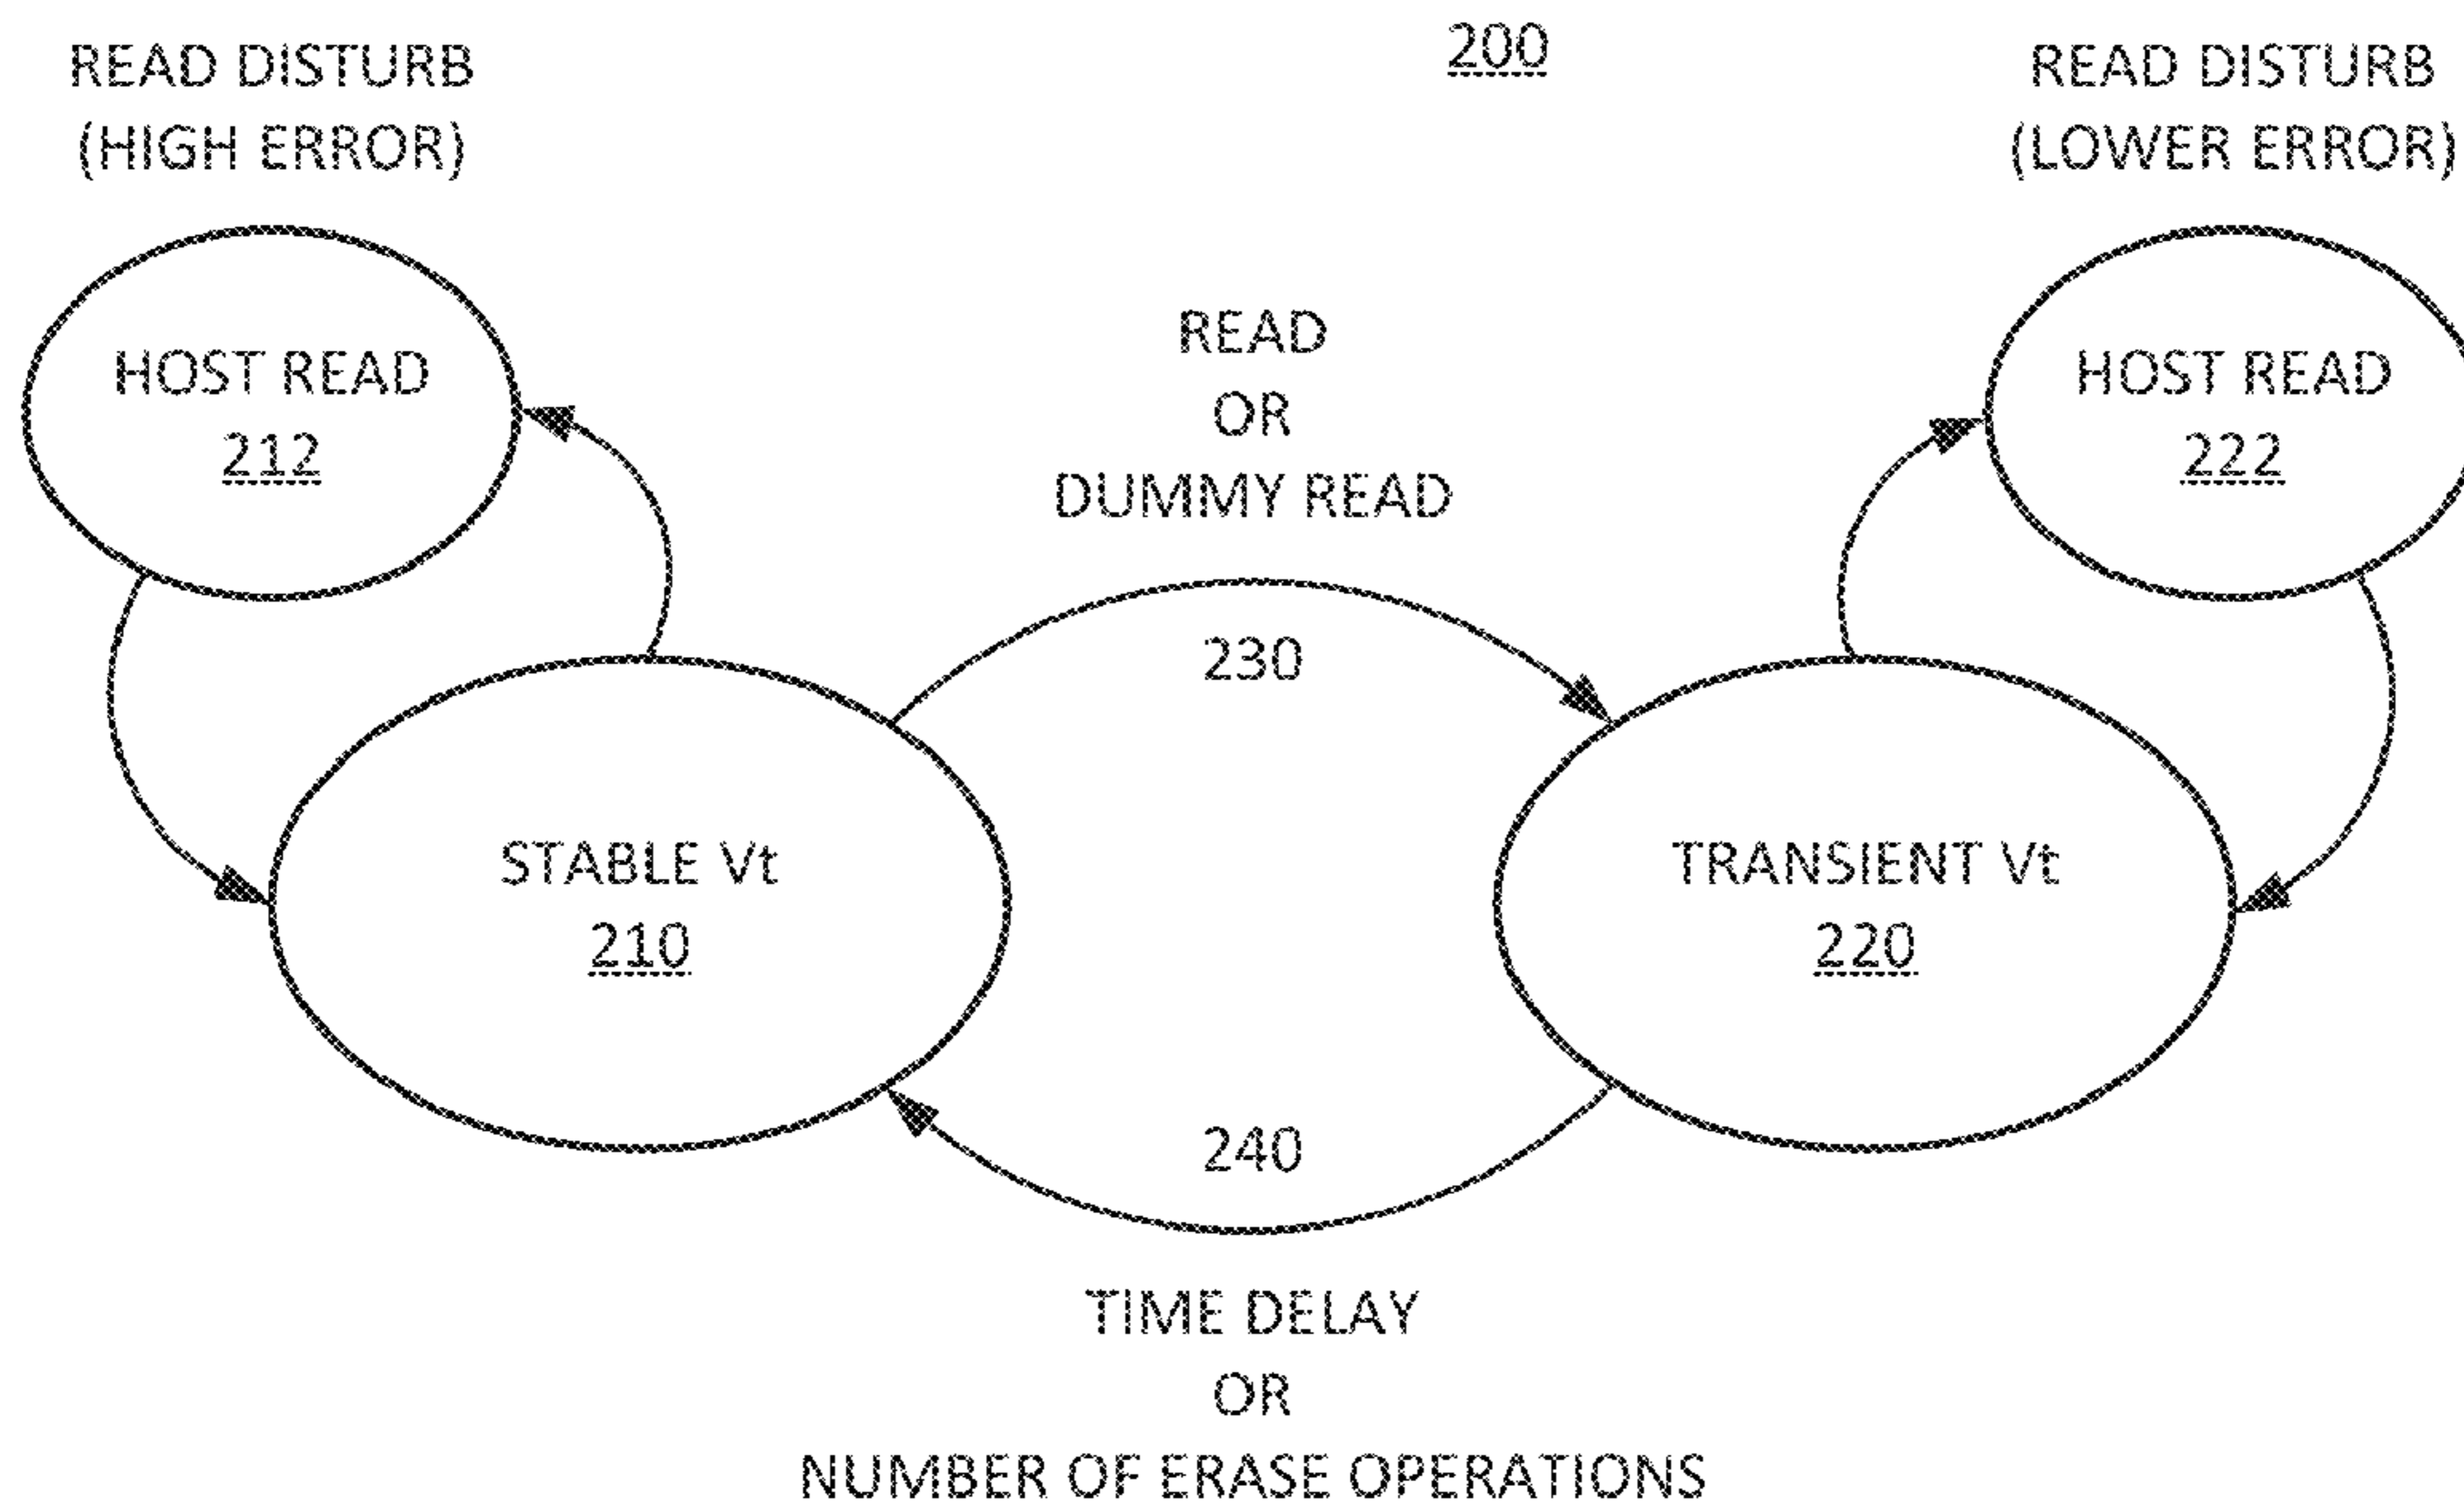 200
READ DISTURB
(HIGH ERROR)
READ DISTURB
(LOWER ERROR)
HOST READ
212
READ
OR
DUMMY READ
HOST READ
222
230
STABLE Vt
210
TRANSIENT Vt
220
240
TIME DELAY
OR
NUMBER OF ERASE OPERATIONS